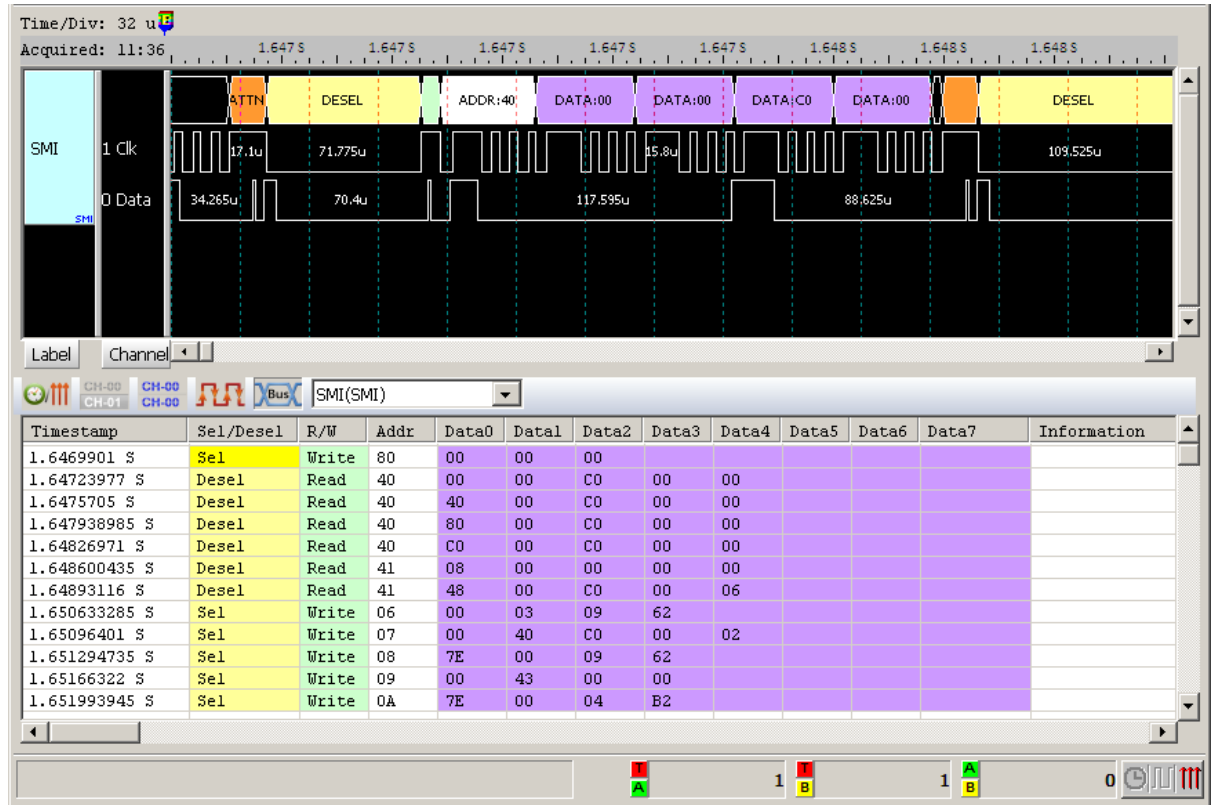 Time/Div: 32 u
Acquired: 11:36 1.647S 1.647S 1.647S 1.647S 1.647S 1.648S 1.648S 1.648S
ATTN DESEL ADDR:40 DATA:00 DATA:00 DATA:C0 DATA:00 DESEL
SMI 1 Clk 17.1u 71.775u 15.8u 109.525u
0 Data 34.265u 70.4u 117.595u 88.625u
SMI
Label Channel
CH-00 CH-00 Bus SMI(SMI)
CH-01 CH-00
Timestamp Sel/Desel R/W Addr Data0 Data1 Data2 Data3 Data4 Data5 Data6 Data7 Information
1.6469901 S Sel Write 80 00 00 00
1.64723977 S Desel Read 40 00 00 C0 00 00
1.6475705 S Desel Read 40 40 00 C0 00 00
1.647938985 S Desel Read 40 80 00 C0 00 00
1.64826971 S Desel Read 40 C0 00 C0 00 00
1.648600435 S Desel Read 41 08 00 00 00 00
1.64893116 S Desel Read 41 48 00 C0 00 06
1.650633285 S Sel Write 06 00 03 09 62
1.65096401 S Sel Write 07 00 40 C0 00 02
1.651294735 S Sel Write 08 7E 00 09 62
1.65166322 S Sel Write 09 00 43 00 00
1.651993945 S Sel Write 0A 7E 00 04 B2
T A 1 T B 1 A B 0